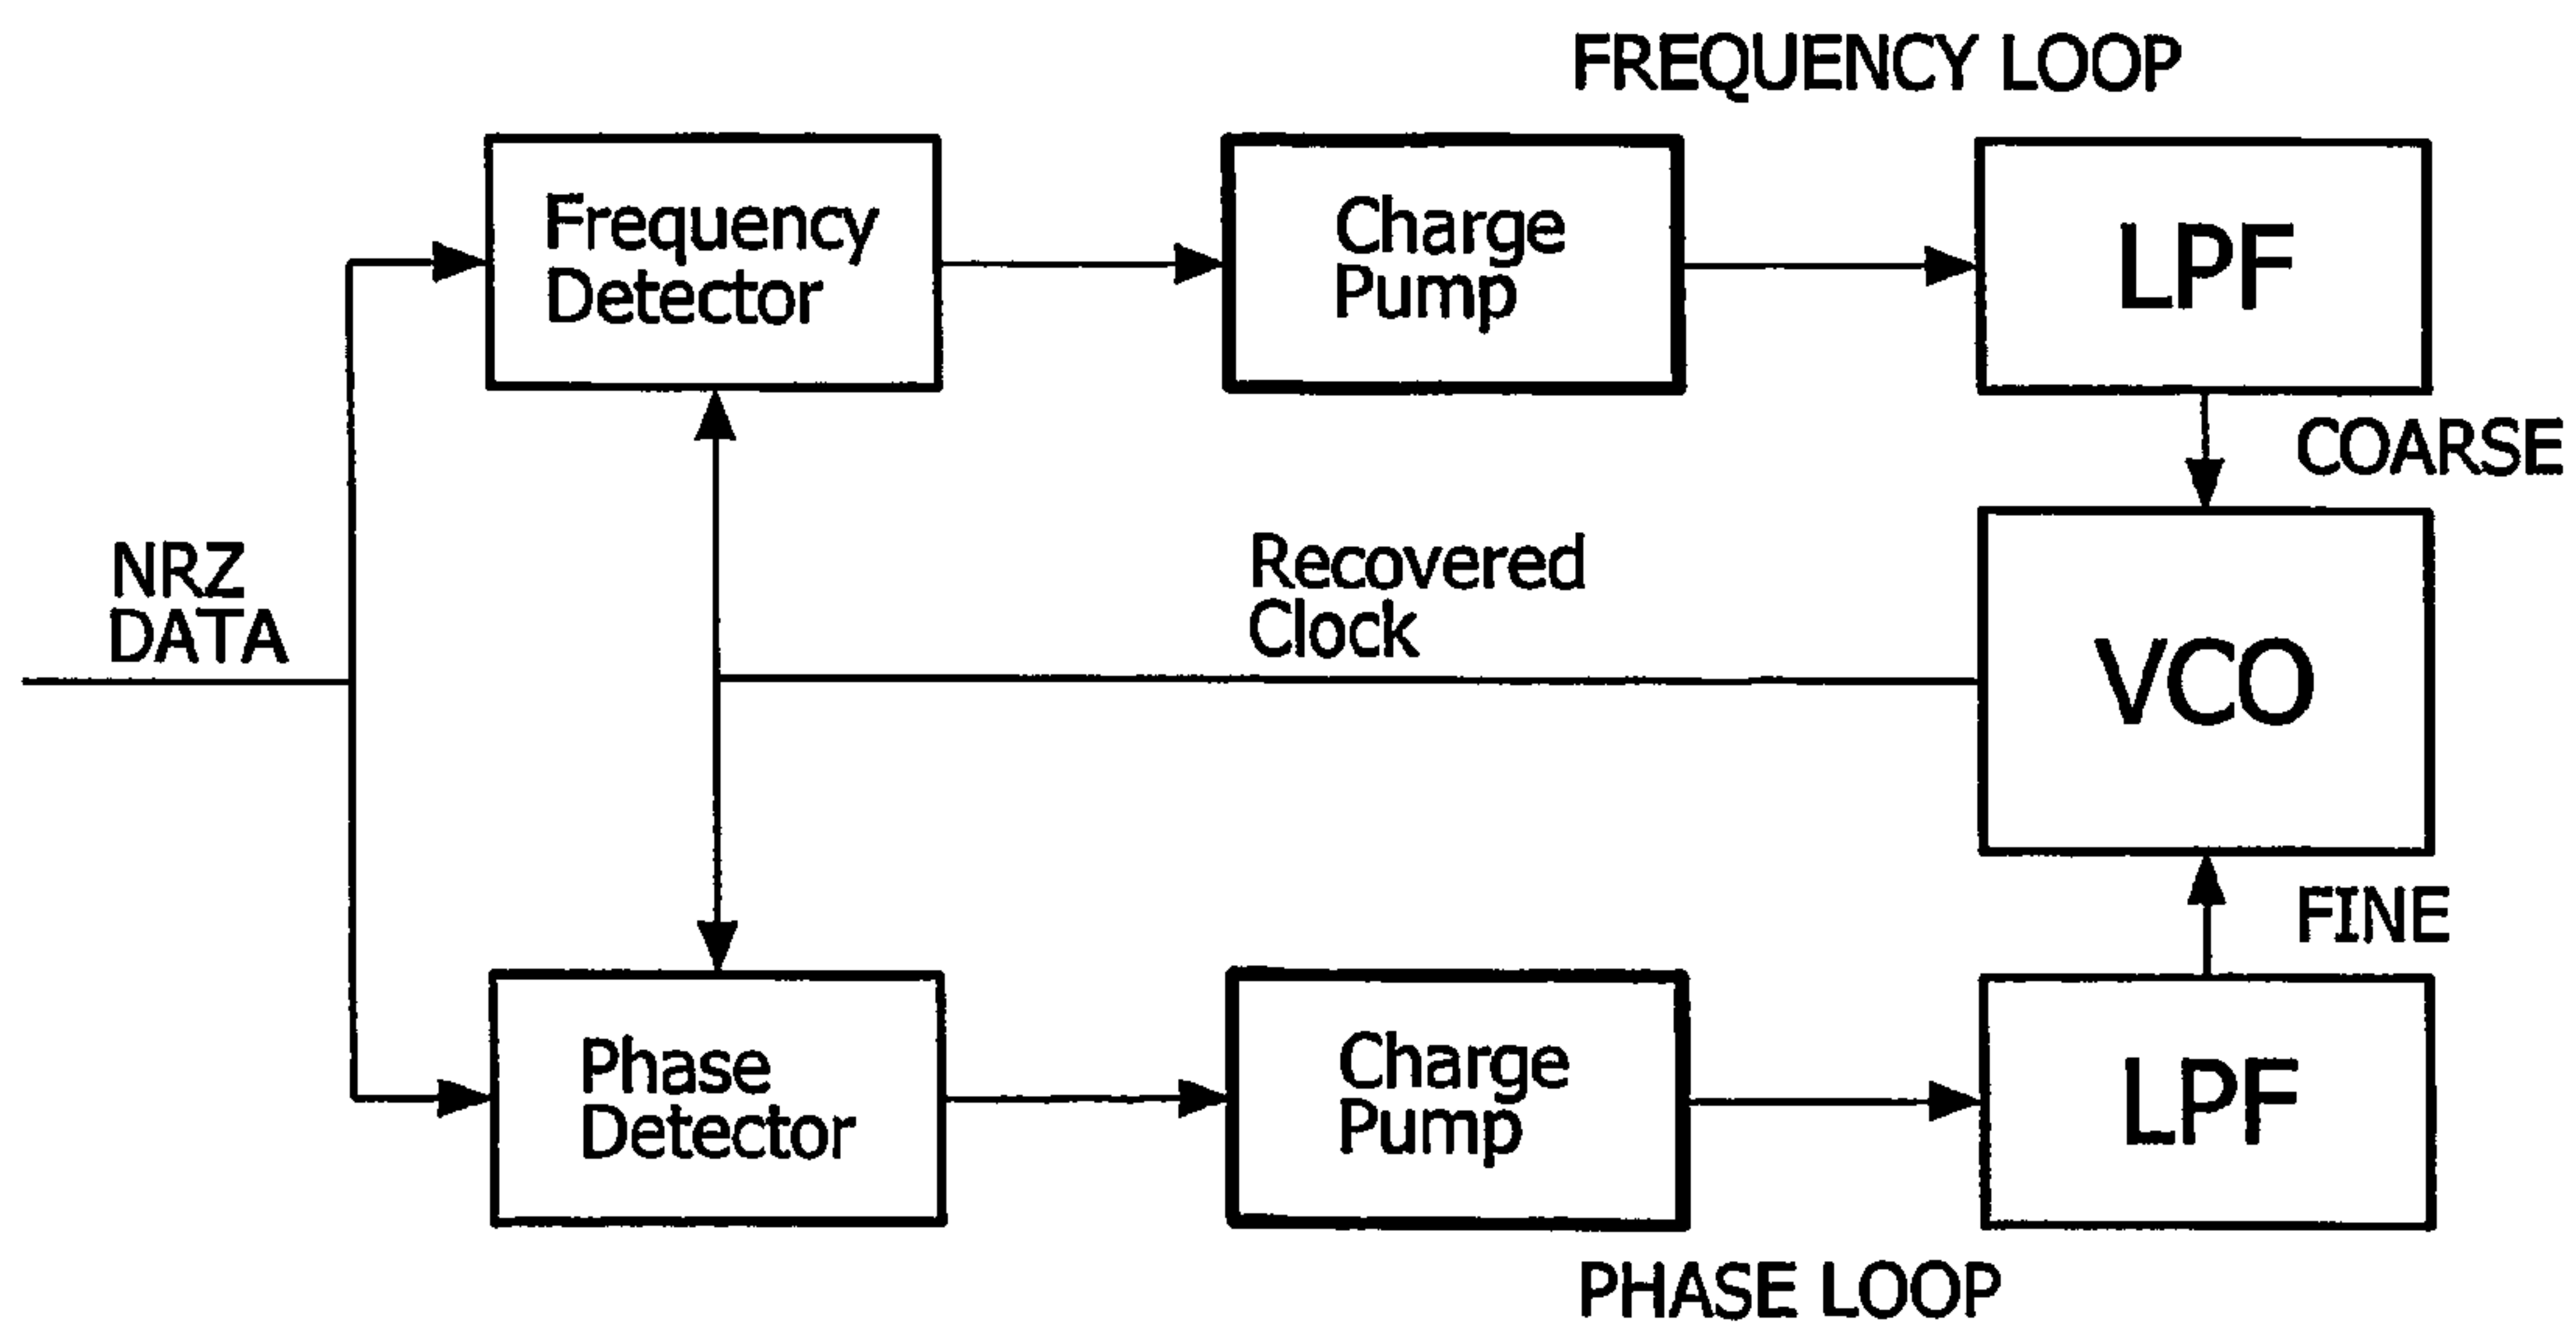 FREQUENCY LOOP
Frequency
Detector
Charge
Pump
LPF
COARSE
NRZ
DATA
Recovered
Clock
VCO
FINE
Phase
Detector
Charge
Pump
LPF
PHASE LOOP